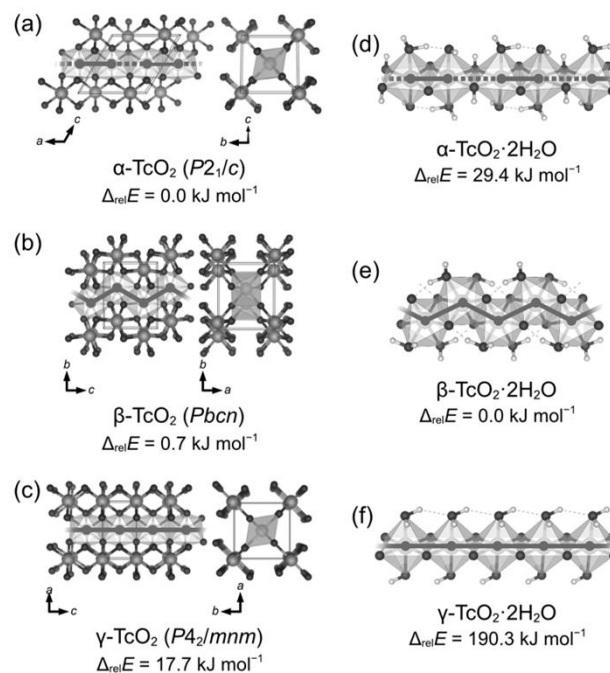 (a)
c
a
c
b
α-TcO₂ (P2₁/c)
ΔrelE = 0.0 kJ mol⁻¹
(b)
b
c
b
a
β-TcO₂ (Pbcn)
ΔrelE = 0.7 kJ mol⁻¹
(c)
a
c
a
b
γ-TcO₂ (P4₂/mnm)
ΔrelE = 17.7 kJ mol⁻¹
(d)
α-TcO₂·2H₂O
ΔrelE = 29.4 kJ mol⁻¹
(e)
β-TcO₂·2H₂O
ΔrelE = 0.0 kJ mol⁻¹
(f)
γ-TcO₂·2H₂O
ΔrelE = 190.3 kJ mol⁻¹